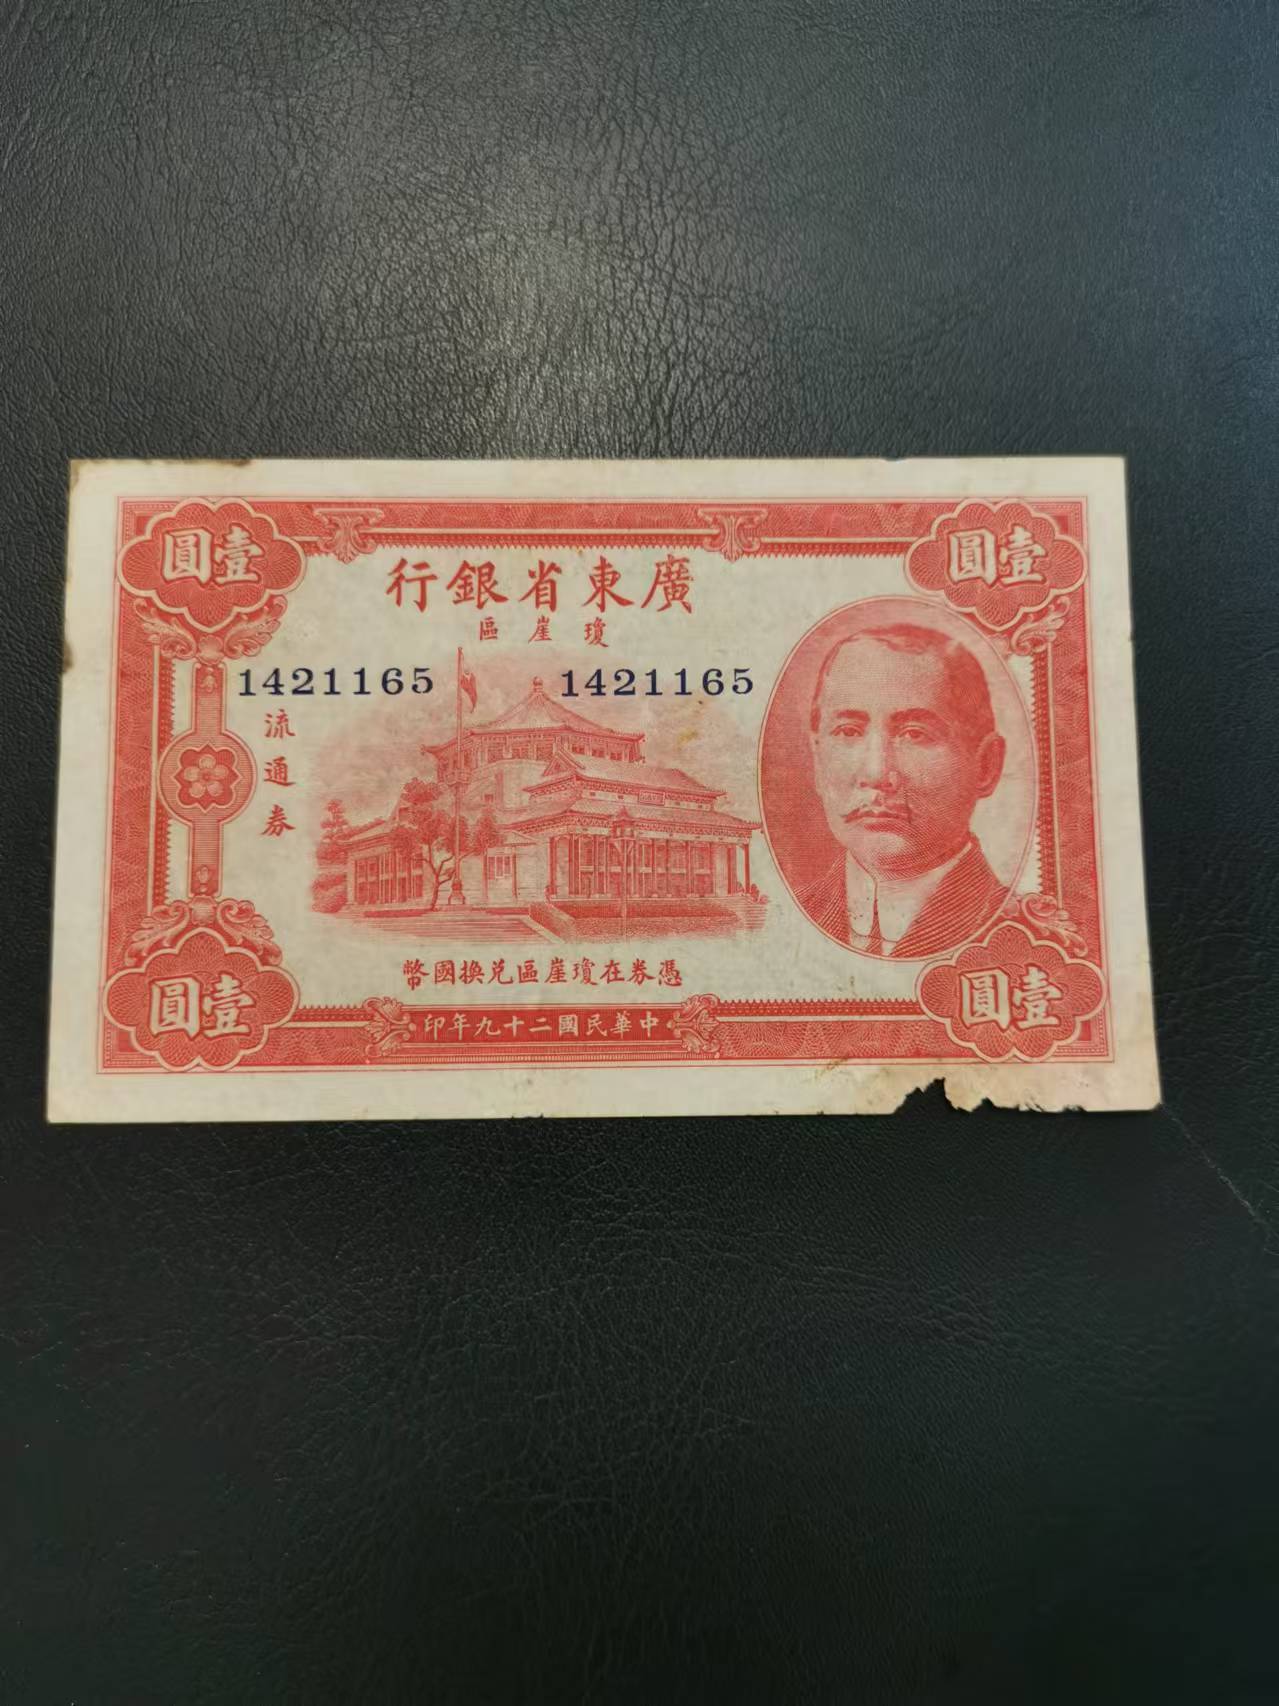 壹圓
壹圓
廣東省銀行
瓊崖區
1421165
1421165
流通券
憑券在瓊崖區兑換國幣
壹圓
壹圓
中華民國二十九年印